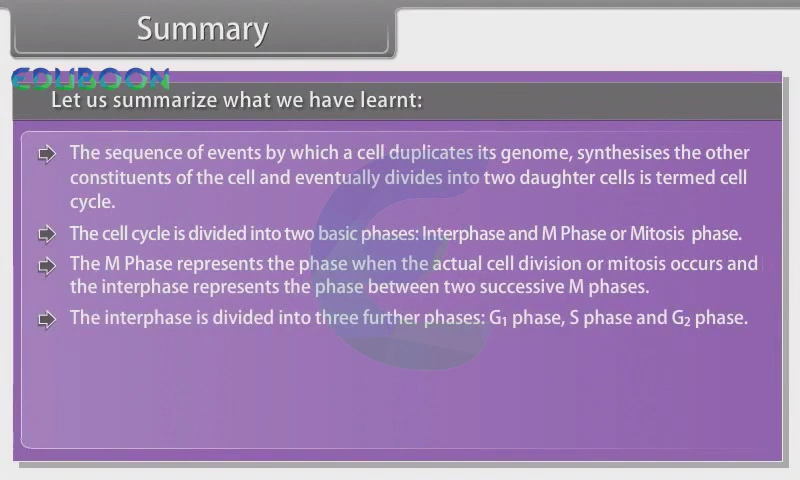 Summary
EDUBOON
Let us summarize what we have learnt:
The sequence of events by which a cell duplicates its genome, synthesises the other
constituents of the cell and eventually divides into two daughter cells is termed cell
cycle.
The cell cycle is divided into two basic phases: Interphase and M Phase or Mitosis phase.
The M Phase represents the phase when the actual cell division or mitosis occurs and
the interphase represents the phase between two successive M phases.
The interphase is divided into three further phases: G₁ phase, S phase and G₂ phase.